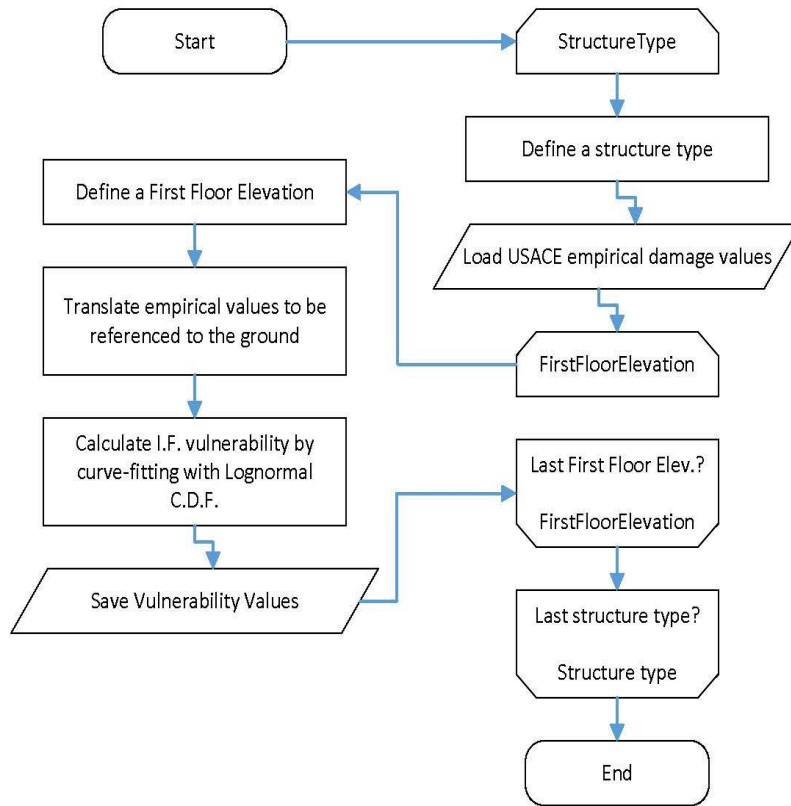 Start
StructureType
Define a structure type
Load USACE empirical damage values
FirstFloorElevation
Define a First Floor Elevation
Translate empirical values to be
referenced to the ground
Calculate I.F. vulnerability by
curve-fitting with Lognormal
C.D.F.
Save Vulnerability Values
Last First Floor Elev.?
FirstFloorElevation
Last structure type?
Structure type
End